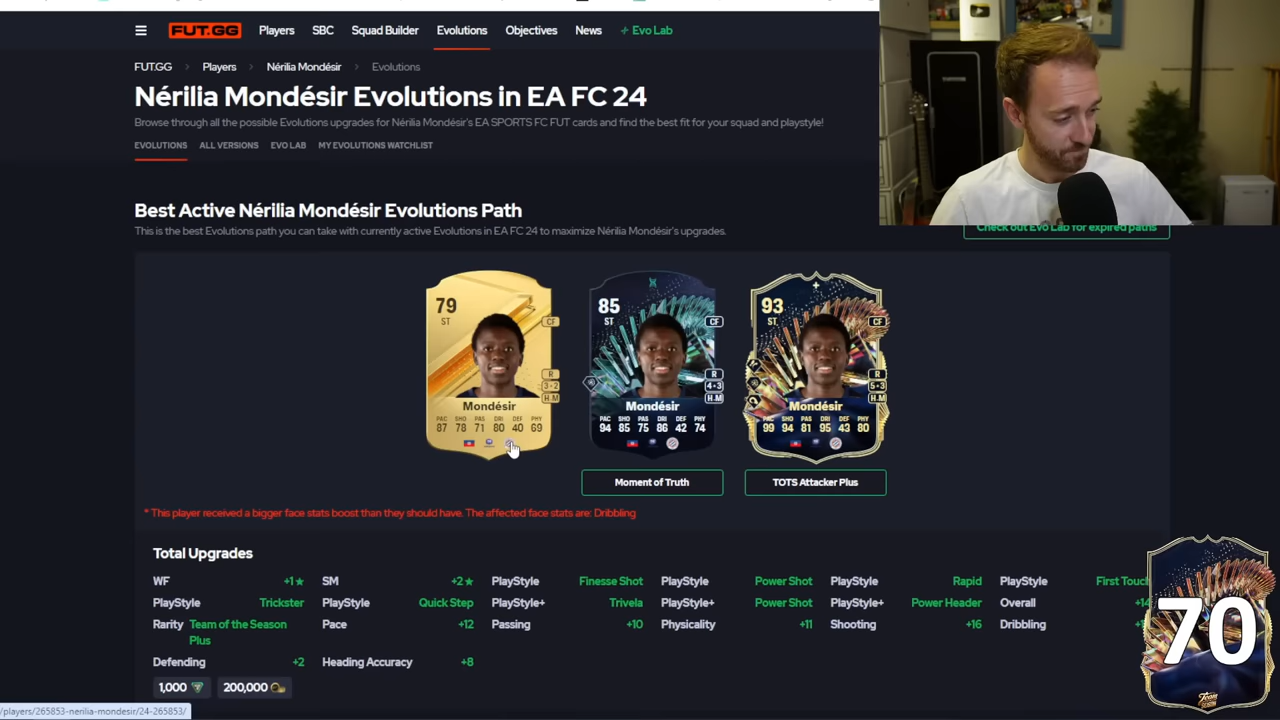 FUT.GG Players SBC Squad Builder Evolutions Objectives News + Evo Lab
FUT.GG > Players > Nérilia Mondésir > Evolutions
Nérilia Mondésir Evolutions in EA FC 24
Browse through all the possible Evolutions upgrades for Nérilia Mondésir's EA SPORTS FC FUT cards and find the best fit for your squad and playstyle!
EVOLUTIONS ALL VERSIONS EVO LAB MY EVOLUTIONS WATCHLIST
Best Active Nérilia Mondésir Evolutions Path
This is the best Evolutions path you can take with currently active Evolutions in EA FC 24 to maximize Nérilia Mondésir's upgrades.
Check out Evo Lab for expired paths
79
ST
CF
R
3•2
H.M
Mondésir
PAC SHO PAS DRI DEF PHY
87 78 71 80 40 69
85
ST
CF
R
4•3
H.M
Mondésir
PAC SHO PAS DRI DEF PHY
94 85 75 86 42 74
93
ST
CF
R
5•3
H.M
Mondésir
PAC SHO PAS DRI DEF PHY
99 94 81 95 43 80
Moment of Truth
TOTS Attacker Plus
* This player received a bigger face stats boost than they should have. The affected face stats are: Dribbling
Total Upgrades
WF +1★ SM +2★ PlayStyle Finesse Shot PlayStyle Power Shot PlayStyle Rapid PlayStyle First Touch
PlayStyle Trickster PlayStyle Quick Step PlayStyle+ Trivela PlayStyle+ Power Shot PlayStyle+ Power Header Overall +14
Rarity Team of the Season Plus Pace +12 Passing +10 Physicality +11 Shooting +16 Dribbling
Defending +2 Heading Accuracy +8
1,000 200,000
/players/265853-nerilia-mondesir/24-265853/
70